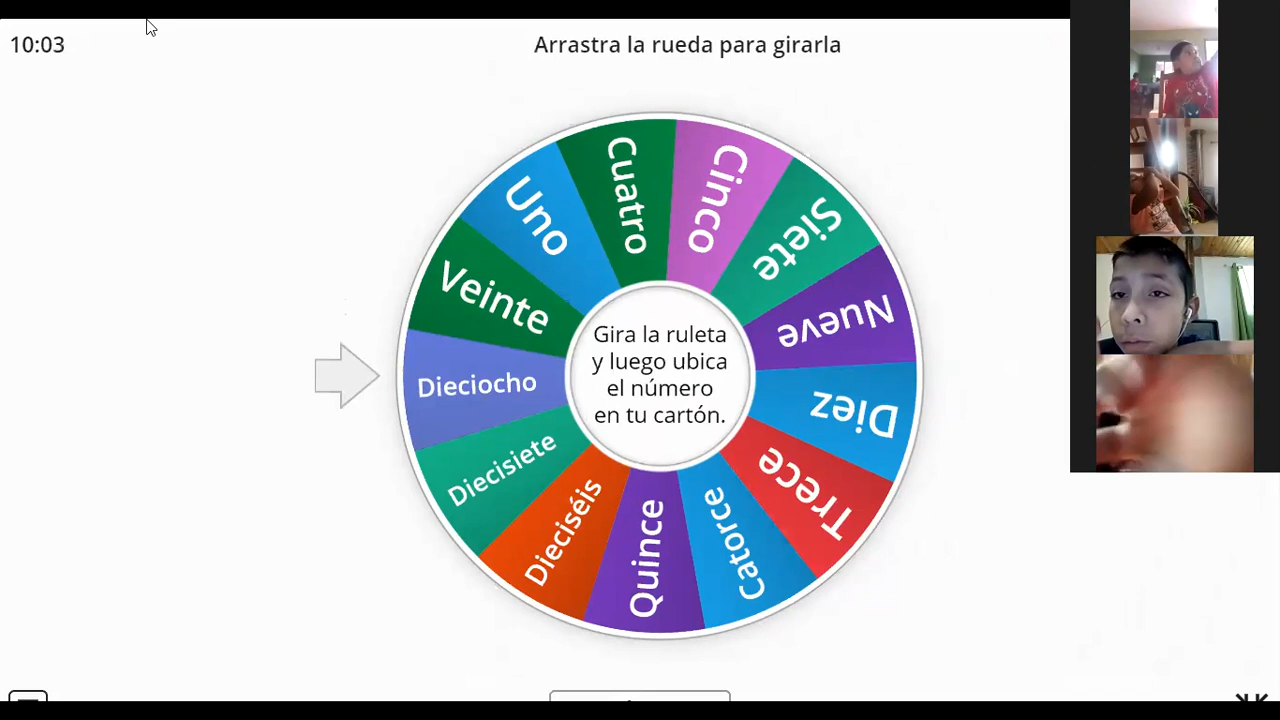 10:03
Arrastra la rueda para girarla
Cuatro
Cinco
Siete
Nueve
Diez
Trece
Catorce
Quince
Dieciséis
Diecisiete
Dieciocho
Veinte
Uno
Gira la ruleta
y luego ubica
el número
en tu cartón.